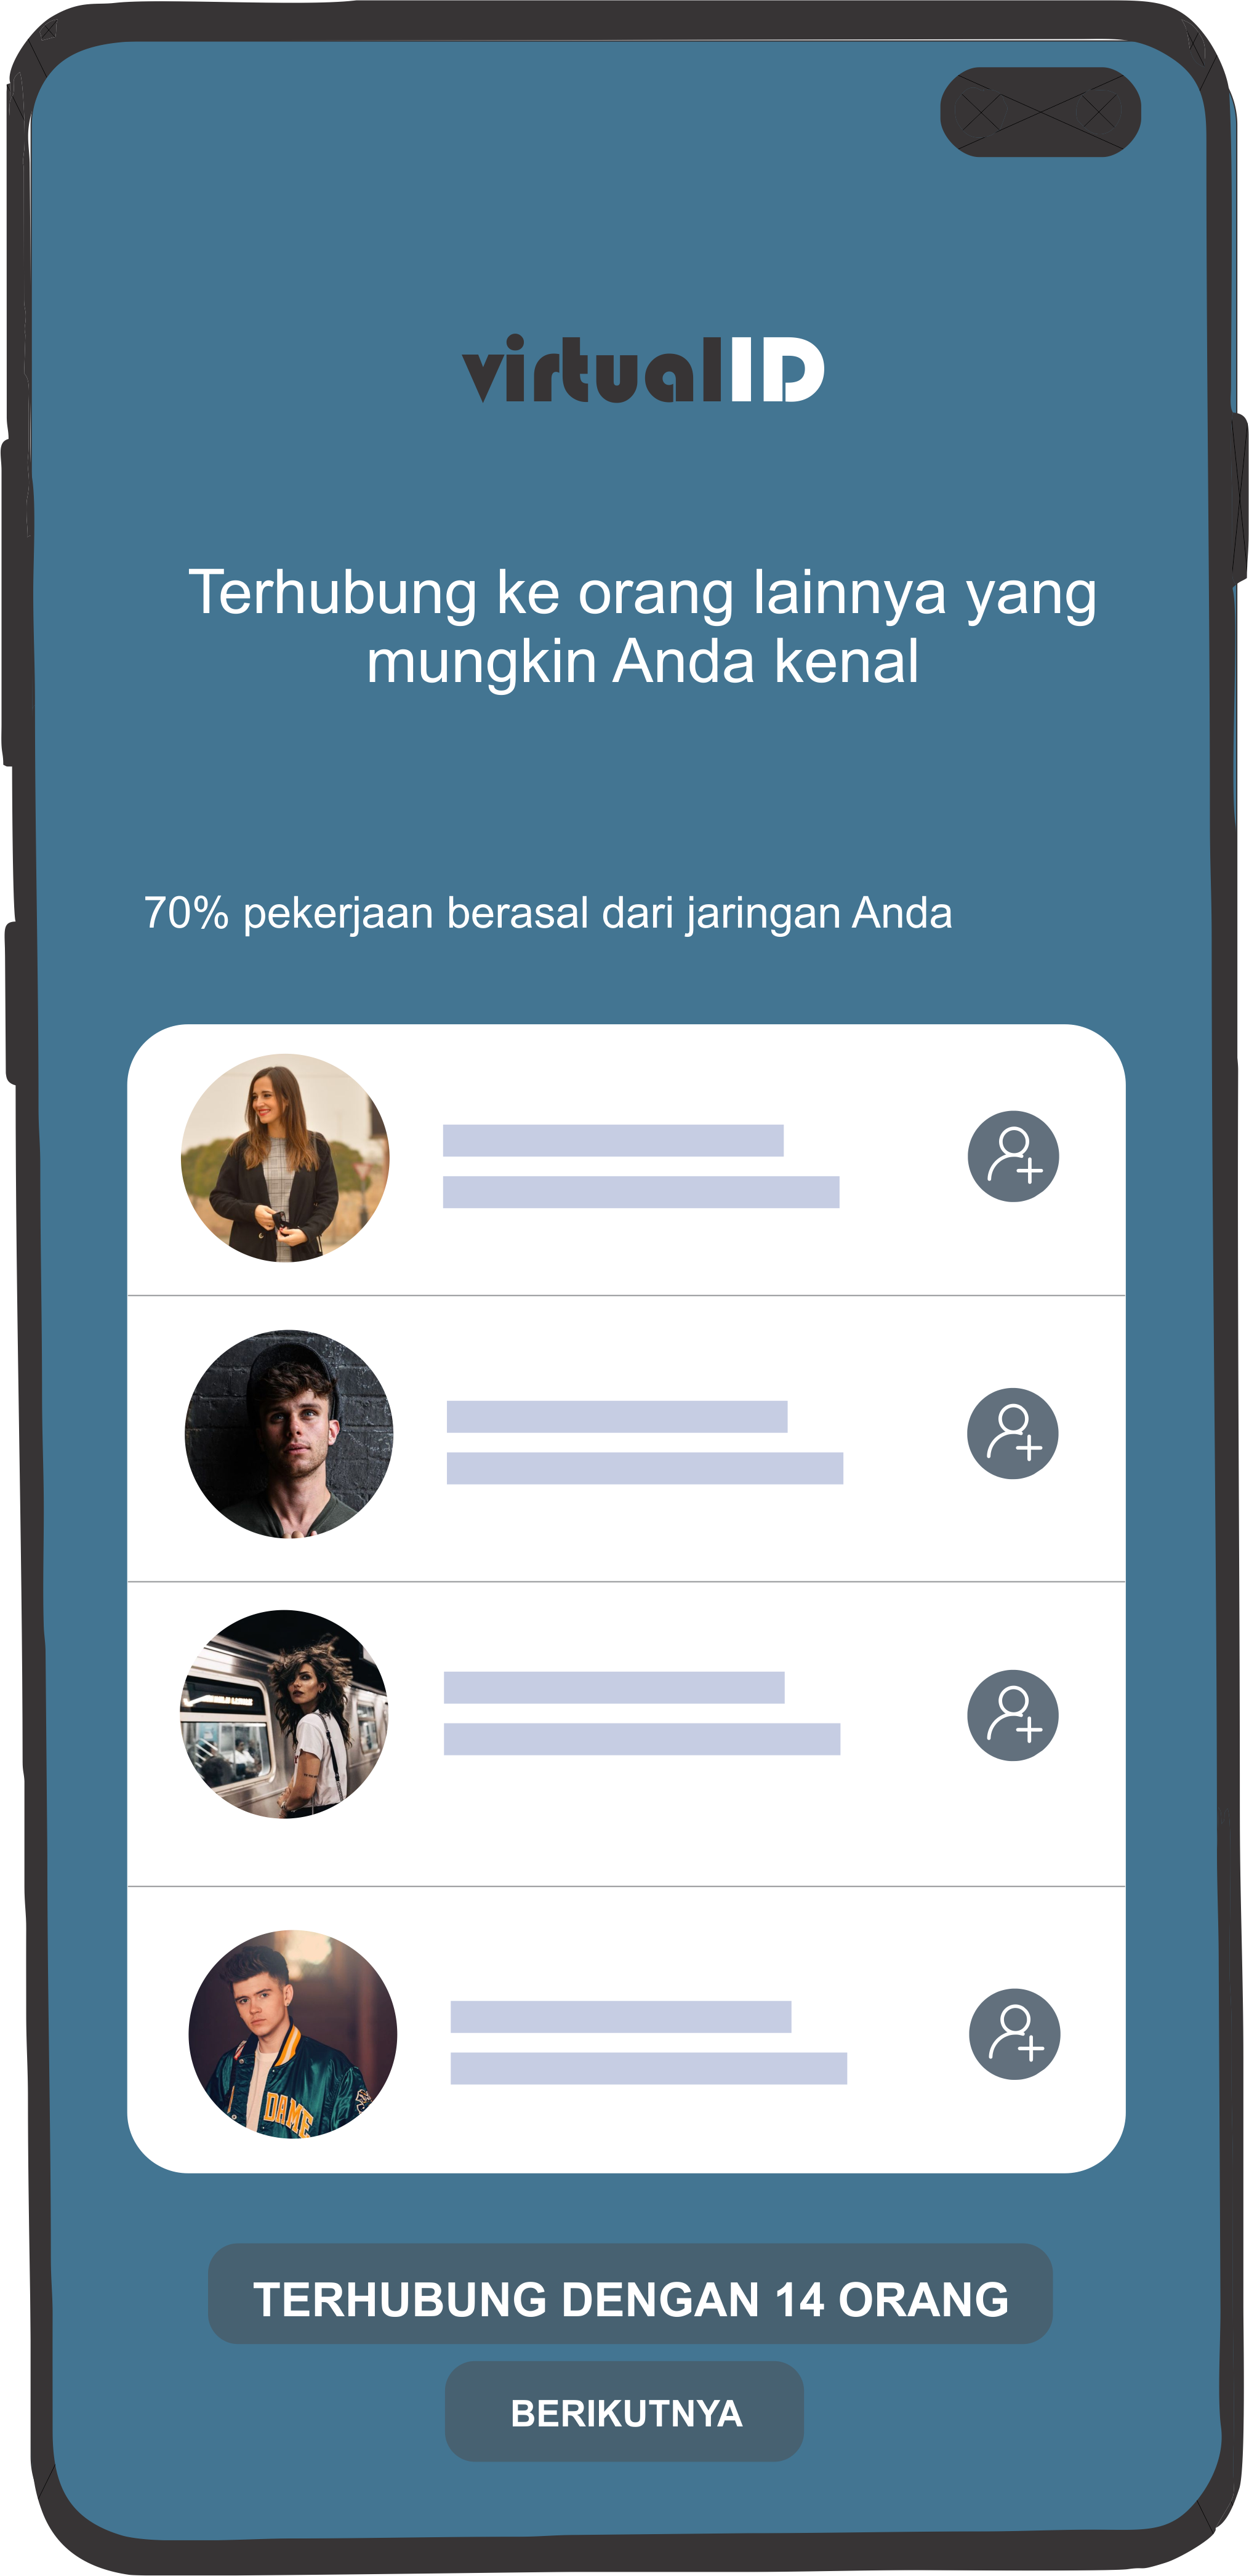 virtualID
Terhubung ke orang lainnya yang
mungkin Anda kenal
70% pekerjaan berasal dari jaringan Anda
DAME
TERHUBUNG DENGAN 14 ORANG
BERIKUTNYA